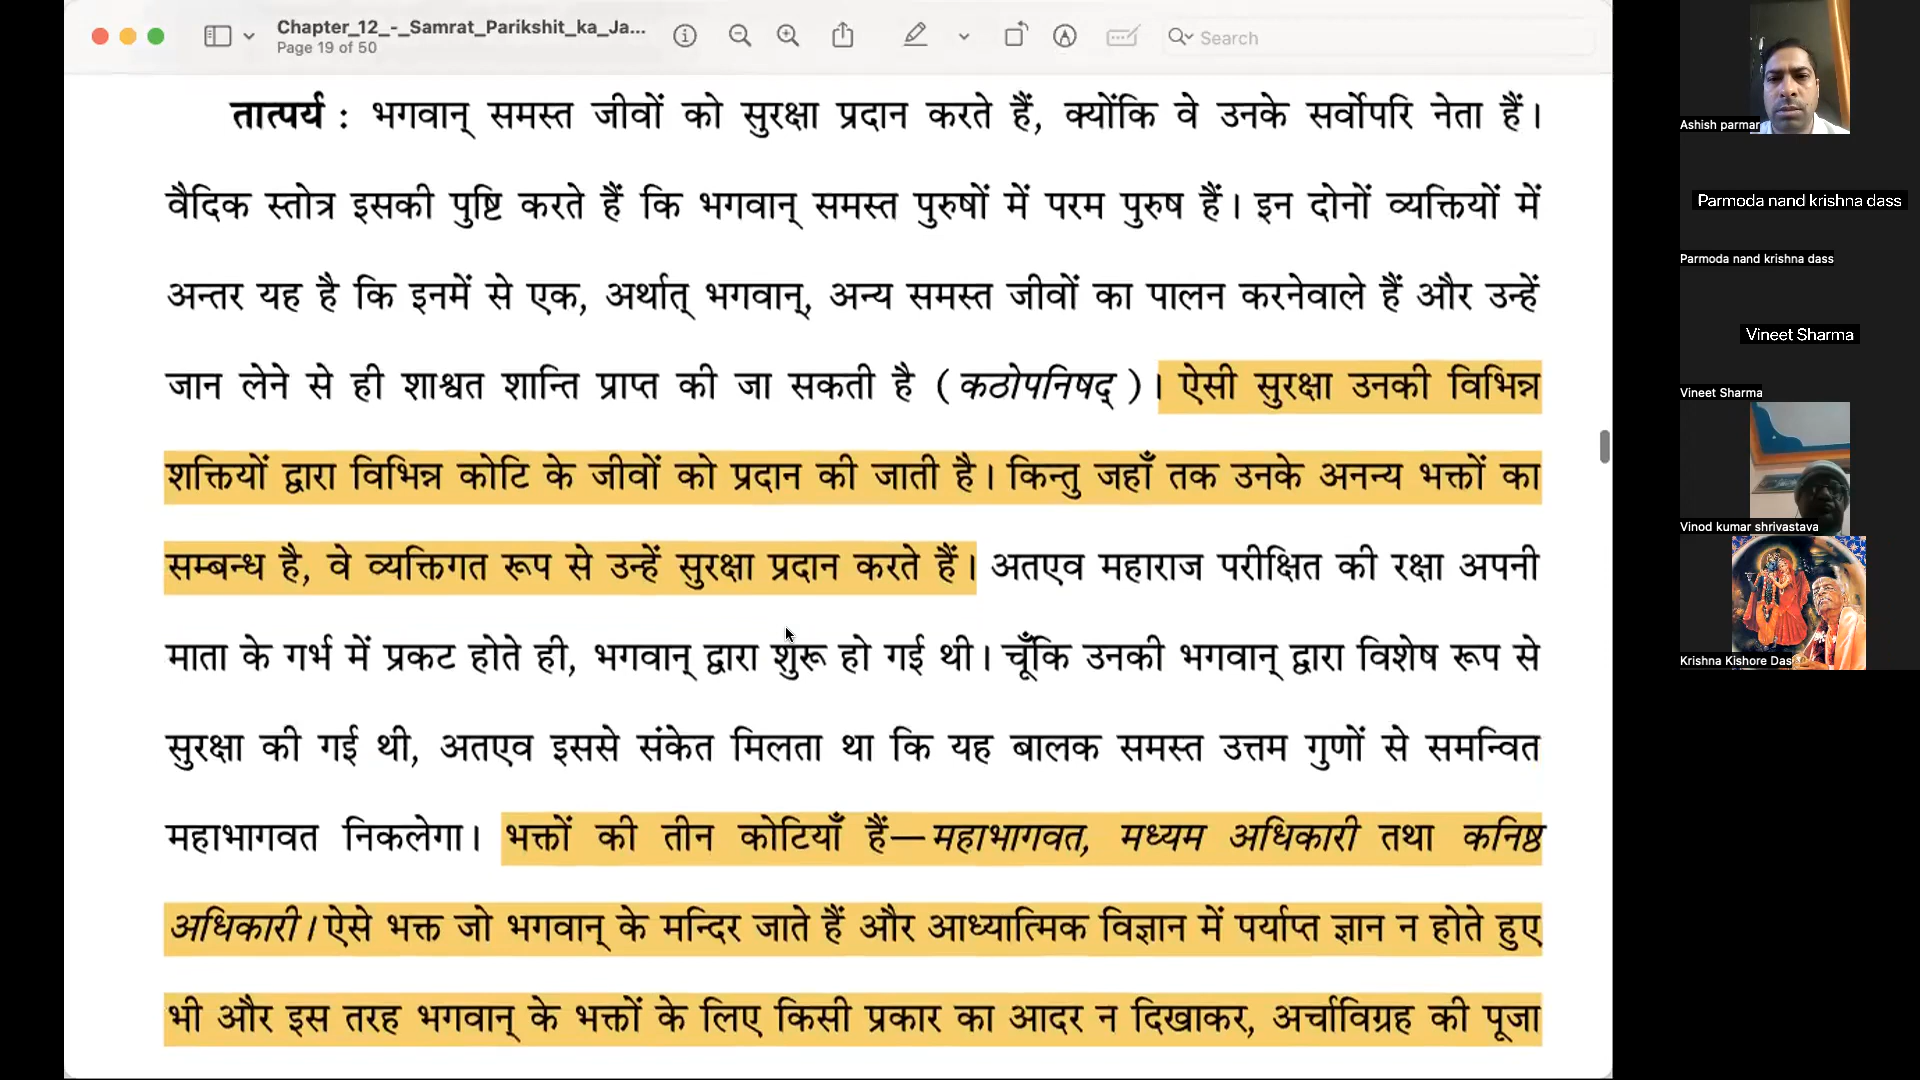 Chapter_12_-_Samrat_Parikshit_ka_Ja...
Page 19 of 50
Search
तात्पर्य : भगवान् समस्त जीवों को सुरक्षा प्रदान करते हैं, क्योंकि वे उनके सर्वोपरि नेता हैं।
वैदिक स्तोत्र इसकी पुष्टि करते हैं कि भगवान् समस्त पुरुषों में परम पुरुष हैं। इन दोनों व्यक्तियों में
अन्तर यह है कि इनमें से एक, अर्थात् भगवान्, अन्य समस्त जीवों का पालन करनेवाले हैं और उन्हें
जान लेने से ही शाश्वत शान्ति प्राप्त की जा सकती है (कठोपनिषद्)। ऐसी सुरक्षा उनकी विभिन्न
शक्तियों द्वारा विभिन्न कोटि के जीवों को प्रदान की जाती है। किन्तु जहाँ तक उनके अनन्य भक्तों का
सम्बन्ध है, वे व्यक्तिगत रूप से उन्हें सुरक्षा प्रदान करते हैं। अतएव महाराज परीक्षित की रक्षा अपनी
माता के गर्भ में प्रकट होते ही, भगवान् द्वारा शुरू हो गई थी। चूँकि उनकी भगवान् द्वारा विशेष रूप से
सुरक्षा की गई थी, अतएव इससे संकेत मिलता था कि यह बालक समस्त उत्तम गुणों से समन्वित
महाभागवत निकलेगा। भक्तों की तीन कोटियाँ हैं—महाभागवत, मध्यम अधिकारी तथा कनिष्ठ
अधिकारी। ऐसे भक्त जो भगवान् के मन्दिर जाते हैं और आध्यात्मिक विज्ञान में पर्याप्त ज्ञान न होते हुए
भी और इस तरह भगवान् के भक्तों के लिए किसी प्रकार का आदर न दिखाकर, अर्चाविग्रह की पूजा
Ashish parmar
Parmoda nand krishna dass
Parmoda nand krishna dass
Vineet Sharma
Vineet Sharma
Vinod kumar shrivastava
Krishna Kishore Das